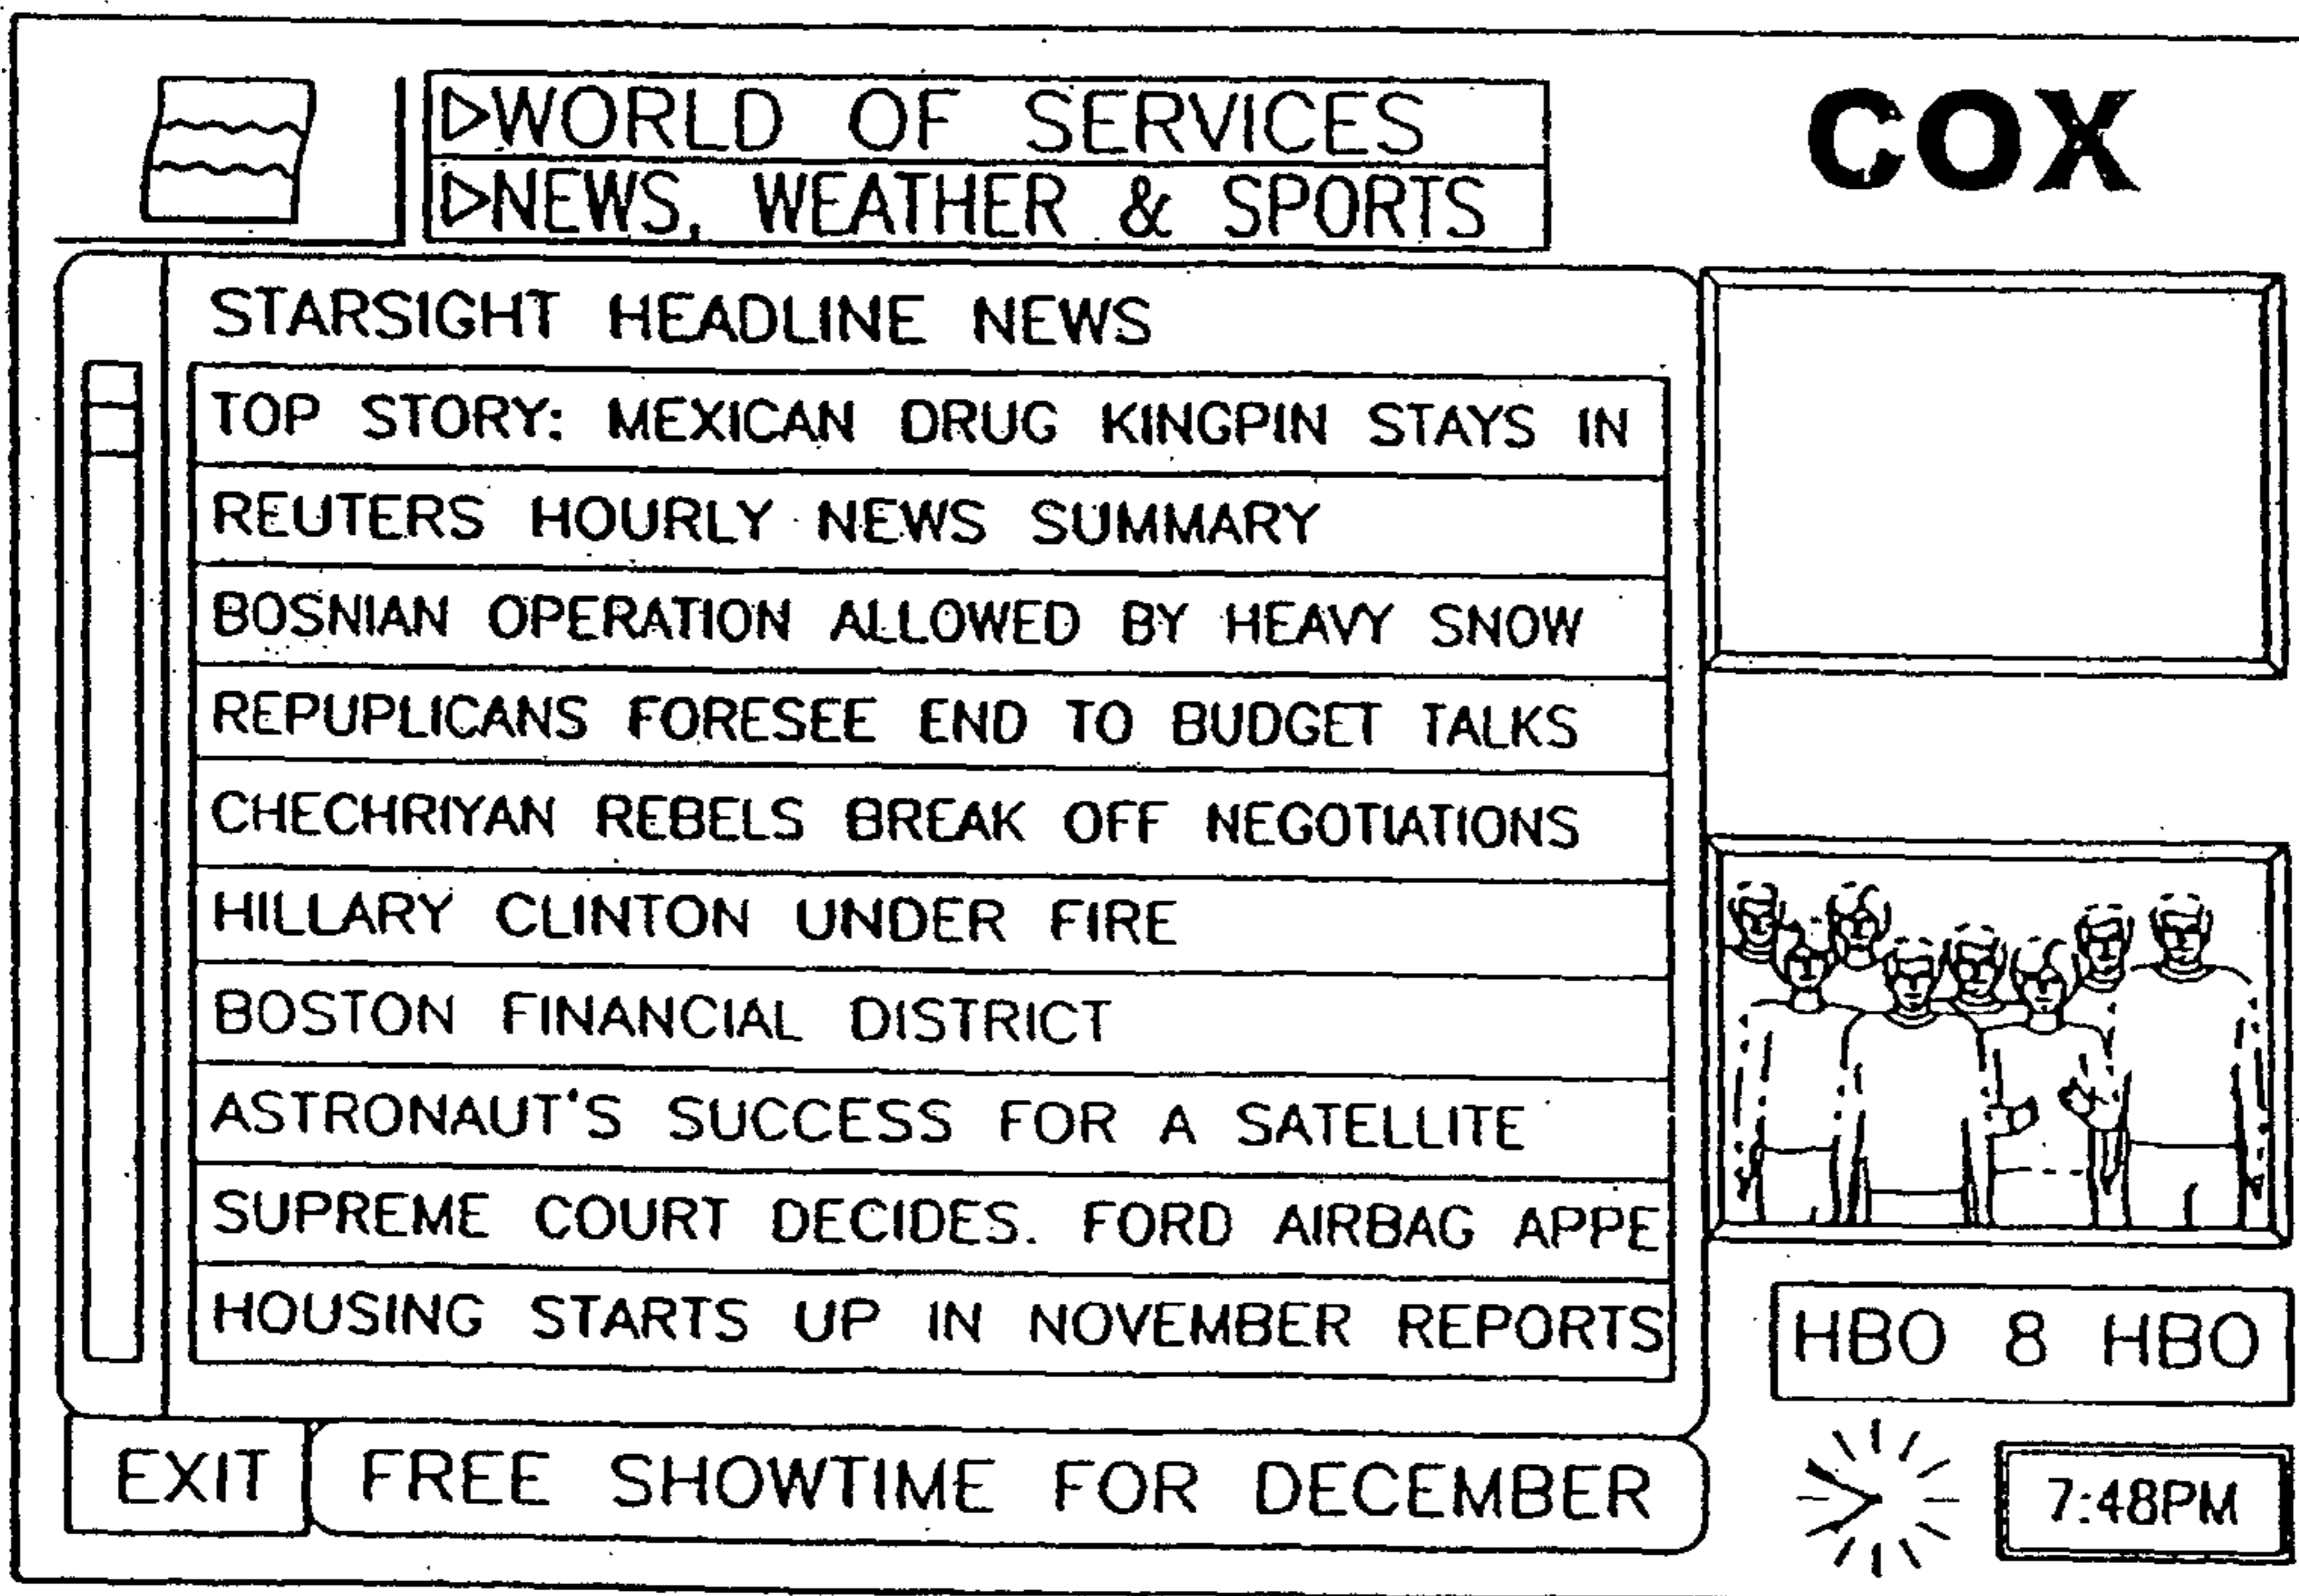 ▷WORLD OF SERVICES
▷NEWS, WEATHER & SPORTS
COX
STARSIGHT HEADLINE NEWS
TOP STORY: MEXICAN DRUG KINGPIN STAYS IN
REUTERS HOURLY NEWS SUMMARY
BOSNIAN OPERATION ALLOWED BY HEAVY SNOW
REPUPLICANS FORESEE END TO BUDGET TALKS
CHECHRIYAN REBELS BREAK OFF NEGOTIATIONS
HILLARY CLINTON UNDER FIRE
BOSTON FINANCIAL DISTRICT
ASTRONAUT'S SUCCESS FOR A SATELLITE
SUPREME COURT DECIDES. FORD AIRBAG APPE
HOUSING STARTS UP IN NOVEMBER REPORTS
HBO 8 HBO
EXIT
FREE SHOWTIME FOR DECEMBER
7:48PM